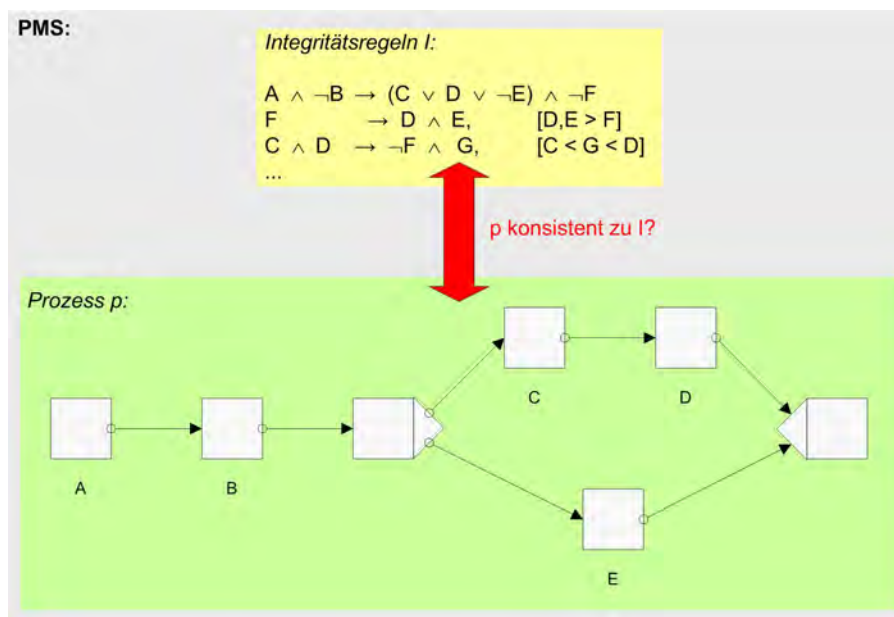 PMS:
Integritätsregeln I:
A ∧ ¬B → (C ∨ D ∨ ¬E) ∧ ¬F
F → D ∧ E, [D,E > F]
C ∧ D → ¬F ∧ G, [C < G < D]
...
p konsistent zu I?
Prozess p:
C
D
A
B
E